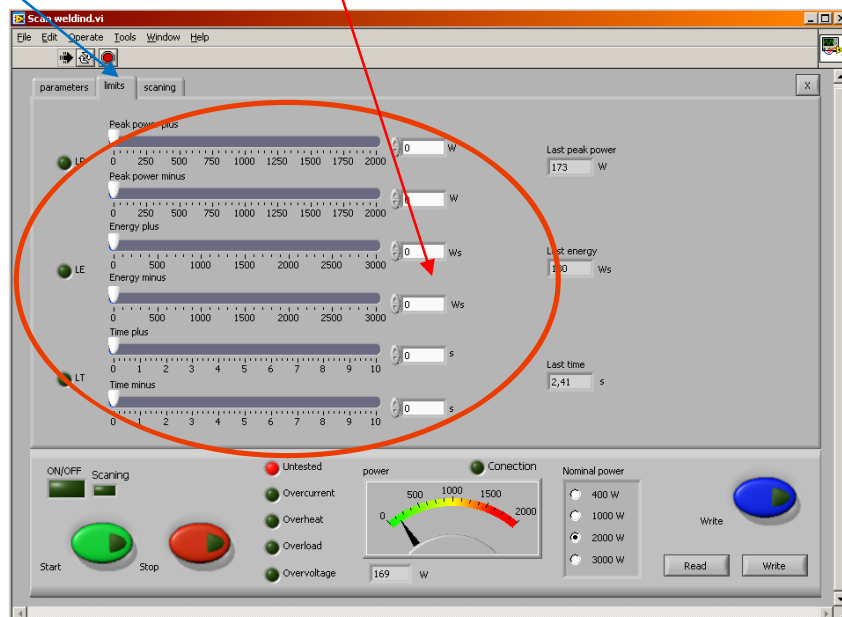 Scan weldind.vi
File Edit Operate Tools Window Help
parameters limits scaning X
Peak power plus
LP
0 250 500 750 1000 1250 1500 1750 2000
0 W
Last peak power
173 W
Peak power minus
0 250 500 750 1000 1250 1500 1750 2000
0 W
Energy plus
LE
0 500 1000 1500 2000 2500 3000
0 Ws
Last energy
100 Ws
Energy minus
0 500 1000 1500 2000 2500 3000
0 Ws
Time plus
LT
0 1 2 3 4 5 6 7 8 9 10
0 s
Last time
2,41 s
Time minus
0 1 2 3 4 5 6 7 8 9 10
0 s
ON/OFF Scaning
Start Stop
Untested
Overcurrent
Overheat
Overload
Overvoltage
power
Conection
0 500 1000 1500 2000
169 W
Nominal power
400 W
1000 W
2000 W
3000 W
Write
Read Write